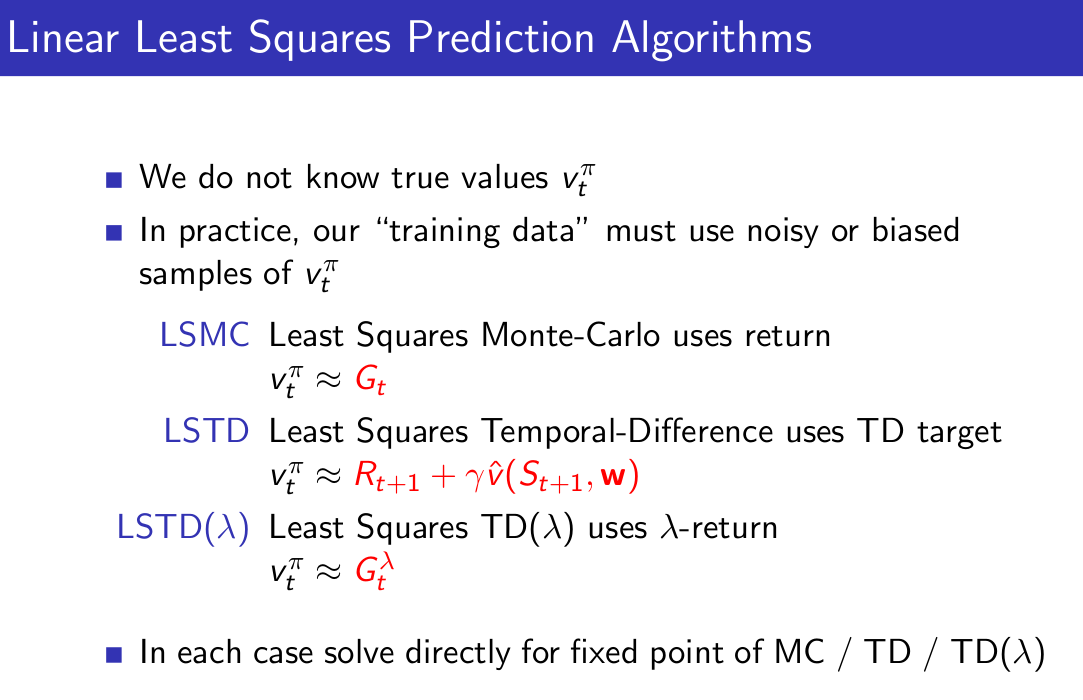 Linear Least Squares Prediction Algorithms
We do not know true values $v_t^\pi$
In practice, our “training data” must use noisy or biased
samples of $v_t^\pi$
LSMC Least Squares Monte-Carlo uses return
$v_t^\pi \approx G_t$
LSTD Least Squares Temporal-Difference uses TD target
$v_t^\pi \approx R_{t+1} + \gamma \hat{v}(S_{t+1}, \mathbf{w})$
LSTD(λ) Least Squares TD(λ) uses λ-return
$v_t^\pi \approx G_t^\lambda$
In each case solve directly for fixed point of MC / TD / TD(λ)